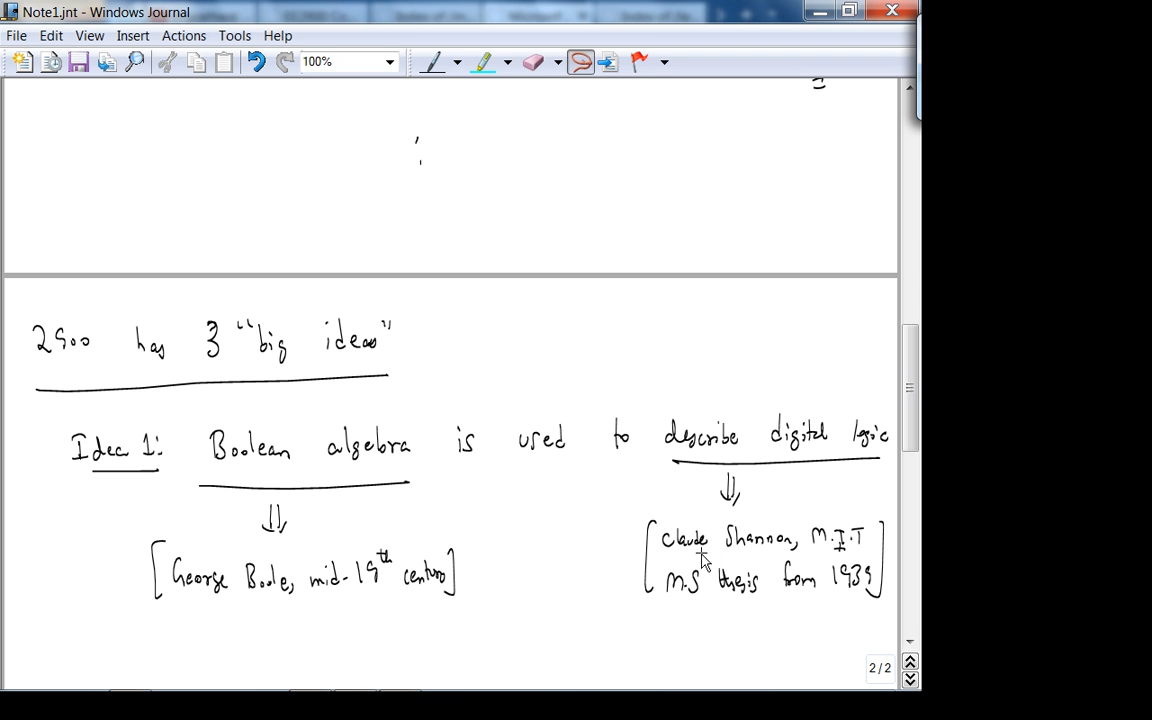 Note1.jnt - Windows Journal
File Edit View Insert Actions Tools Help
100%
2900 has 3 "big ideas"
Idea 1: Boolean algebra is used to describe digital logic
[George Boole, mid-19th century]
[Claude Shannon, M.I.T
M.S thesis from 1939]
2/2